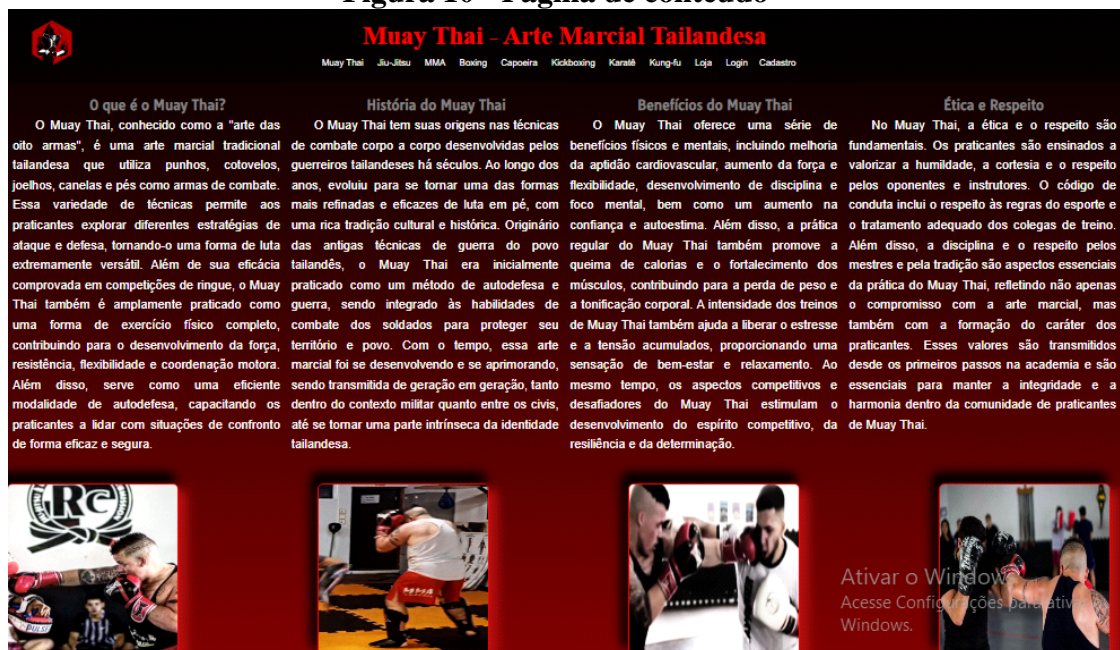 Figura 10 - Página de conteúdo
Muay Thai - Arte Marcial Tailandesa
Muay Thai Jiu-Jitsu MMA Boxing Capoeira Kickboxing Karatê Kung-fu Loja Login Cadastro
O que é o Muay Thai?
O Muay Thai, conhecido como a "arte das
oito armas", é uma arte marcial tradicional
tailandesa que utiliza punhos, cotovelos,
joelhos, canelas e pés como armas de combate.
Essa variedade de técnicas permite aos
praticantes explorar diferentes estratégias de
ataque e defesa, tornando-o uma forma de luta
extremamente versátil. Além de sua eficácia
comprovada em competições de ringue, o Muay
Thai também é amplamente praticado como
uma forma de exercício físico completo,
contribuindo para o desenvolvimento da força,
resistência, flexibilidade e coordenação motora.
Além disso, serve como uma eficiente
modalidade de autodefesa, capacitando os
praticantes a lidar com situações de confronto
de forma eficaz e segura.
História do Muay Thai
O Muay Thai tem suas origens nas técnicas
de combate corpo a corpo desenvolvidas pelos
guerreiros tailandeses há séculos. Ao longo dos
anos, evoluiu para se tornar uma das formas
mais refinadas e eficazes de luta em pé, com
uma rica tradição cultural e histórica. Originário
das antigas técnicas de guerra do povo
tailandês, o Muay Thai era inicialmente
praticado como um método de autodefesa e
guerra, sendo integrado às habilidades de
combate dos soldados para proteger seu
território e povo. Com o tempo, essa arte
marcial foi se desenvolvendo e se aprimorando,
sendo transmitida de geração em geração, tanto
dentro do contexto militar quanto entre os civis,
até se tornar uma parte intrínseca da identidade
tailandesa.
Benefícios do Muay Thai
O Muay Thai oferece uma série de
benefícios físicos e mentais, incluindo melhoria
da aptidão cardiovascular, aumento da força e
flexibilidade, desenvolvimento de disciplina e
foco mental, bem como um aumento na
confiança e autoestima. Além disso, a prática
regular do Muay Thai também promove a
queima de calorias e o fortalecimento dos
músculos, contribuindo para a perda de peso e
a tonificação corporal. A intensidade dos treinos
de Muay Thai também ajuda a liberar o estresse
e a tensão acumulados, proporcionando uma
sensação de bem-estar e relaxamento. Ao
mesmo tempo, os aspectos competitivos e
desafiadores do Muay Thai estimulam o
desenvolvimento do espírito competitivo, da
resiliência e da determinação.
Ética e Respeito
No Muay Thai, a ética e o respeito são
fundamentais. Os praticantes são ensinados a
valorizar a humildade, a cortesia e o respeito
pelos oponentes e instrutores. O código de
conduta inclui o respeito às regras do esporte e
o tratamento adequado dos colegas de treino.
Além disso, a disciplina e o respeito pelos
mestres e pela tradição são aspectos essenciais
da prática do Muay Thai, refletindo não apenas
o compromisso com a arte marcial, mas
também com a formação do caráter dos
praticantes. Esses valores são transmitidos
desde os primeiros passos na academia e são
essenciais para manter a integridade e a
harmonia dentro da comunidade de praticantes
de Muay Thai.
RC
PULSE
Ativar o Windows
Acesse Configurações para ativar o
Windows.